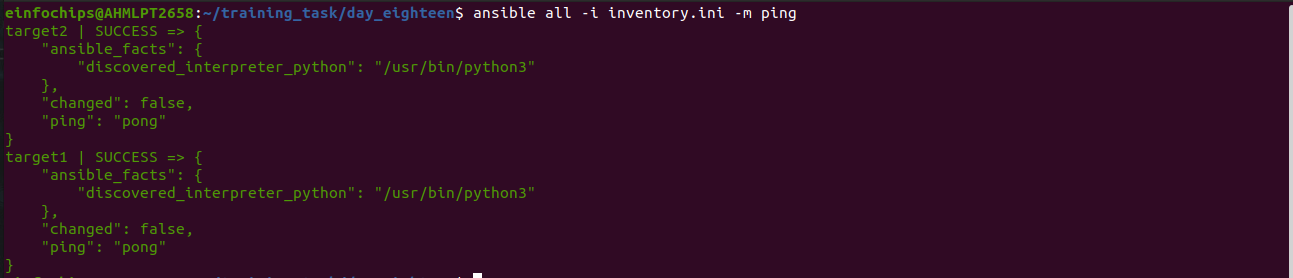 einfochips@AHMLPT2658:~/training_task/day_eighteen$ ansible all -i inventory.ini -m ping
target2 | SUCCESS => {
    "ansible_facts": {
        "discovered_interpreter_python": "/usr/bin/python3"
    },
    "changed": false,
    "ping": "pong"
}
target1 | SUCCESS => {
    "ansible_facts": {
        "discovered_interpreter_python": "/usr/bin/python3"
    },
    "changed": false,
    "ping": "pong"
}